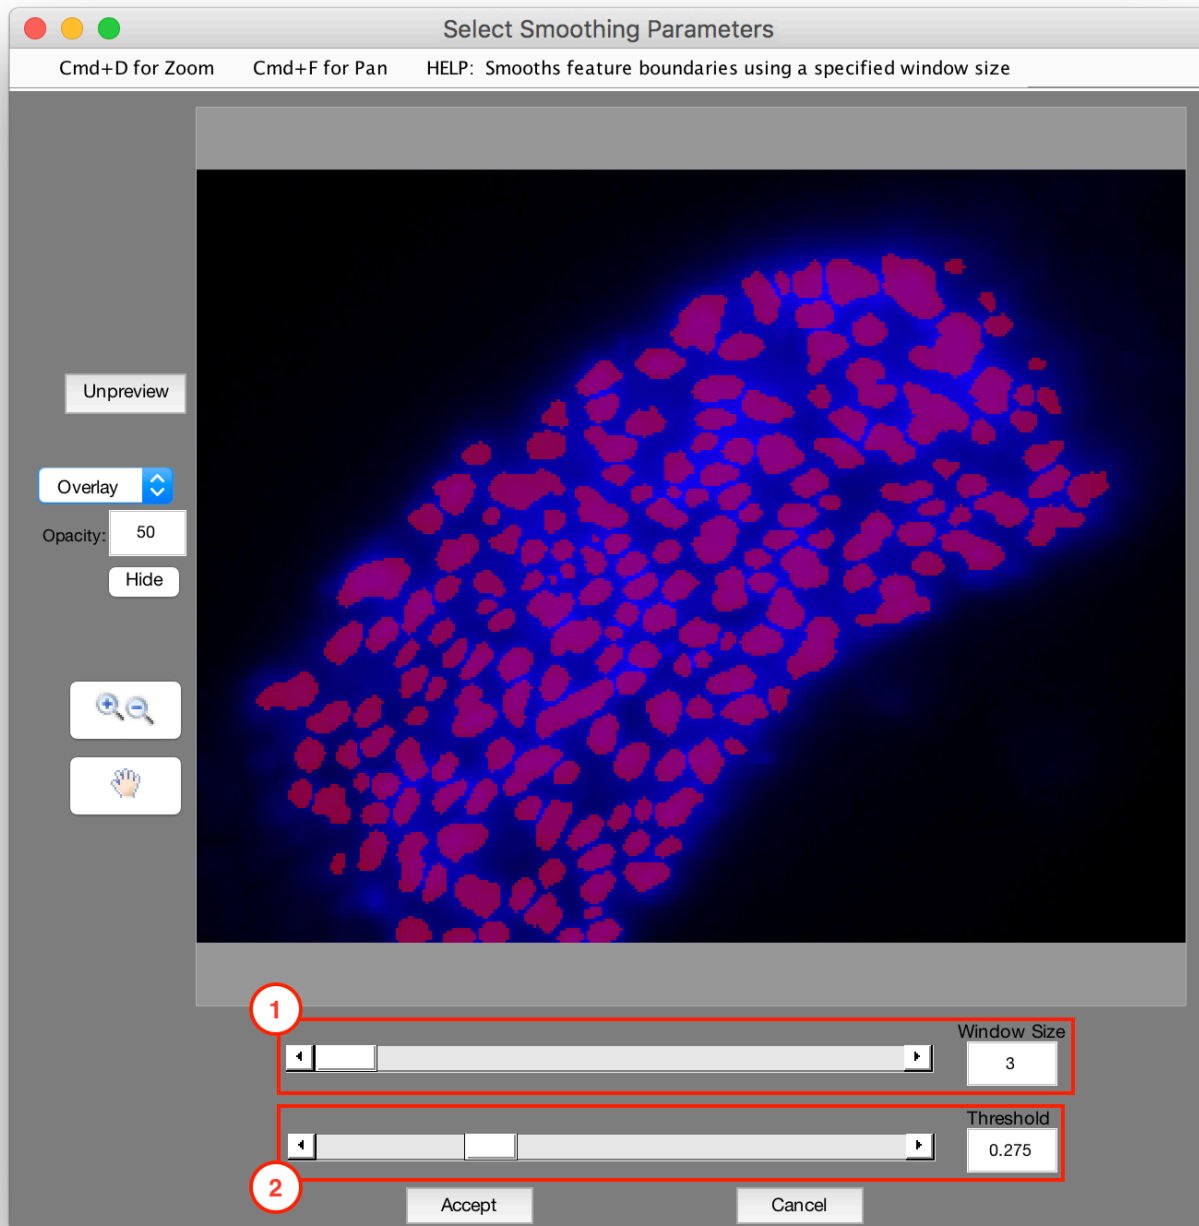 Select Smoothing Parameters
Cmd+D for Zoom Cmd+F for Pan HELP: Smooths feature boundaries using a specified window size
Unpreview
Overlay
Opacity: 50
Hide
1
Window Size
3
Threshold
0.275
2
Accept Cancel